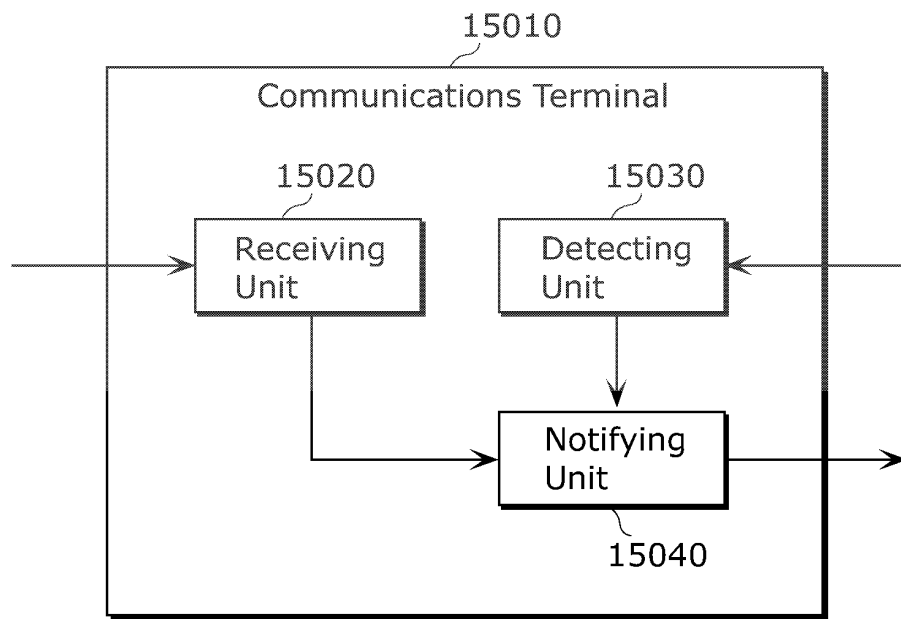 15010
Communications Terminal
15020
15030
Receiving
Unit
Detecting
Unit
Notifying
Unit
15040